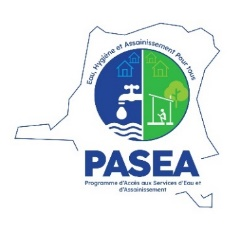 Eau, Hygiène et Assainissement Pour tous
PASEA
Programme d'Accès aux Services d'Eau et
d'Assainissement